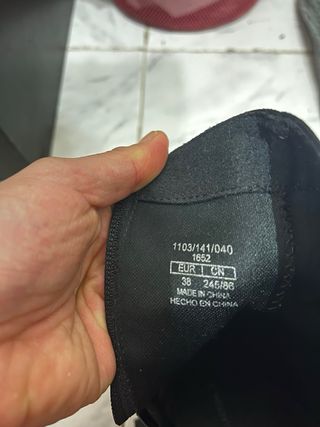 1103/141/040
1652
EUR CN
38 245/86
MADE IN CHINA
HECHO EN CHINA